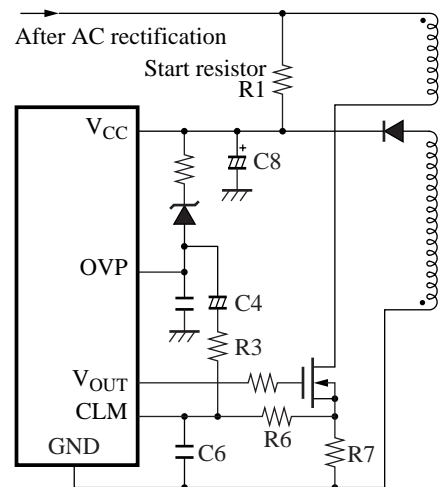 After AC rectification
Start resistor
R1
VCC
+
C8
OVP
C4
R3
VOUT
CLM
R6
R7
GND
C6